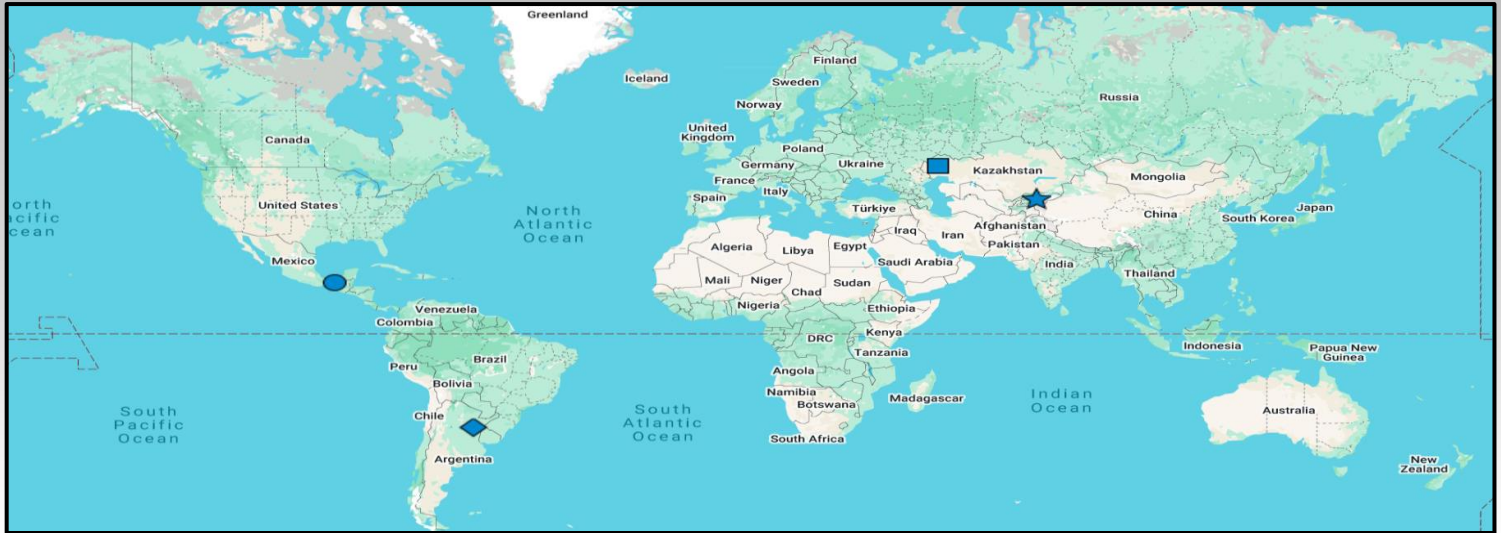 Greenland
Iceland
Finland
Sweden
Norway
Russia
Canada
United
Kingdom
Poland
Germany
Ukraine
France
Kazakhstan
Mongolia
Italy
Spain
United States
orth
acific
cean
North
Atlantic
Ocean
Türkiye
China
South Korea
Japan
Afghanistan
Iraq
Iran
Pakistan
Algeria
Libya
Egypt
Saudi Arabia
India
Mexico
Mali
Niger
Chad
Sudan
Thailand
Nigeria
Ethiopia
Venezuela
Colombia
DRC
Kenya
Tanzania
Indonesia
Papua New
Guinea
Peru
Brazil
Bolivia
Angola
Namibia
Botswana
Madagascar
Indian
Ocean
South
Pacific
Ocean
Chile
South
Atlantic
Ocean
Australia
South Africa
Argentina
New
Zealand